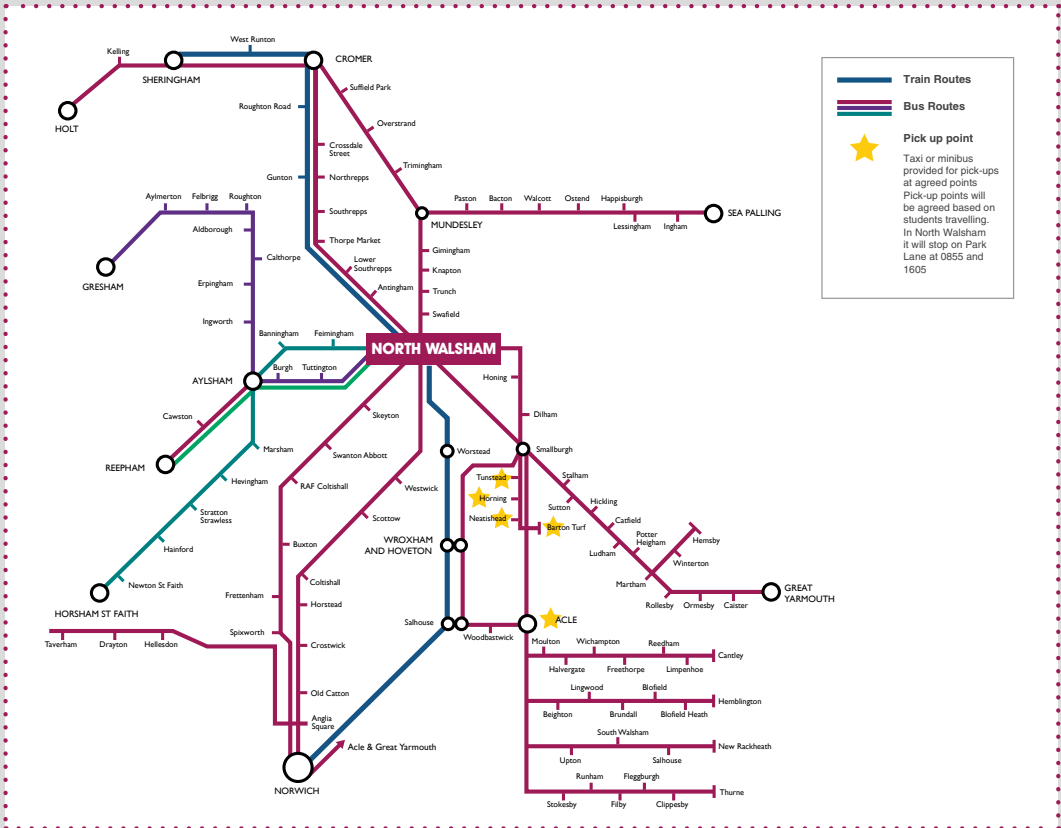 West Runton
Kelling
CROMER
SHERINGHAM
Suffield Park
Roughton Road
HOLT
Overstrand
Crossdale
Street
Trimingham
Gunton
Northrepps
Aylmerton
Felbrigg
Roughton
Paston
Bacton
Walcott
Ostend
Happisburgh
SEA PALLING
Southrepps
MUNDESLEY
Lessingham
Ingham
Aldborough
Thorpe Market
Gimingham
Calthorpe
Lower
Southrepps
Knapton
GRESHAM
Erpingham
Antingham
Trunch
Swafield
Ingworth
Banningham
Feimingham
NORTH WALSHAM
Burgh
Tuttington
AYLSHAM
Honing
Cawston
Skeyton
Dilham
Marsham
Swanton Abbott
Worstead
Smallburgh
REEPHAM
Hevingham
RAF Coltishall
Westwick
Tunstead
Stalham
Horning
Sutton
Hickling
Stratton
Strawless
Scottow
Neatishead
Barton Turf
Catfield
Potter
Heigham
Hemsby
Hainford
Buxton
WROXHAM
AND HOVETON
Ludham
Winterton
Newton St Faith
Coltishall
Martham
GREAT
YARMOUTH
Frettenham
Horstead
Rollesby
Ormesby
Caister
HORSHAM ST FAITH
Salhouse
ACLE
Spixworth
Woodbastwick
Taverham
Drayton
Hellesdon
Crostwick
Moulton
Wichampton
Reedham
Cantley
Halvergate
Freethorpe
Limpenhoe
Old Catton
Lingwood
Blofield
Hemblington
Beighton
Brundall
Blofield Heath
Anglia
Square
South Walsham
Acle & Great Yarmouth
New Rackheath
Upton
Salhouse
Runham
Fleggburgh
NORWICH
Thurne
Stokesby
Filby
Clippesby
Train Routes
Bus Routes
Pick up point
Taxi or minibus
provided for pick-ups
at agreed points
Pick-up points will
be agreed based on
students travelling.
In North Walsham
it will stop on Park
Lane at 0855 and
1605